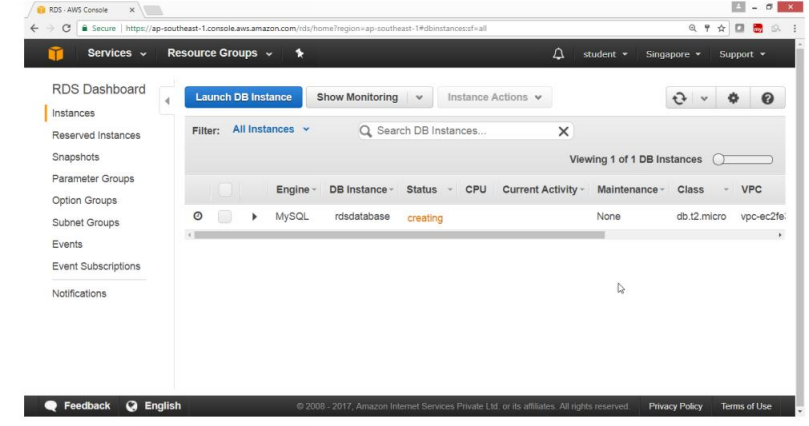 RDS · AWS Console
Secure https://ap-southeast-1.console.aws.amazon.com/rds/home?region=ap-southeast-1#dbinstances:sf=all
Services Resource Groups student Singapore Support
RDS Dashboard
Instances
Reserved Instances
Snapshots
Parameter Groups
Option Groups
Subnet Groups
Events
Event Subscriptions
Notifications
Launch DB Instance Show Monitoring Instance Actions
Filter: All Instances Search DB Instances...
Viewing 1 of 1 DB Instances
Engine DB Instance Status CPU Current Activity Maintenance Class VPC
MySQL rdsdatabase creating None db.t2.micro vpc-ec2fe
Feedback English © 2008 - 2017, Amazon Internet Services Private Ltd. or its affiliates. All rights reserved. Privacy Policy Terms of Use